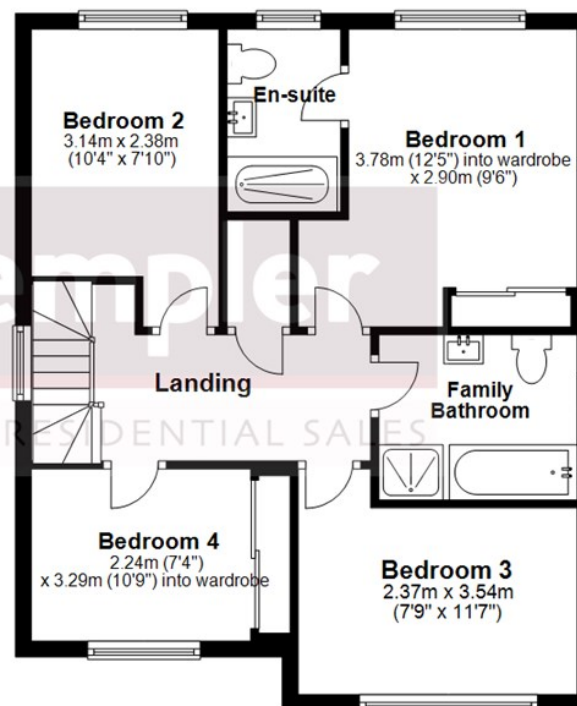 Bedroom 2
3.14m x 2.38m
(10'4" x 7'10")
En-suite
Bedroom 1
3.78m (12'5") into wardrobe
x 2.90m (9'6")
empler
Landing
Family
Bathroom
RESIDENTIAL SALES
Bedroom 4
2.24m (7'4")
x 3.29m (10'9") into wardrobe
Bedroom 3
2.37m x 3.54m
(7'9" x 11'7")